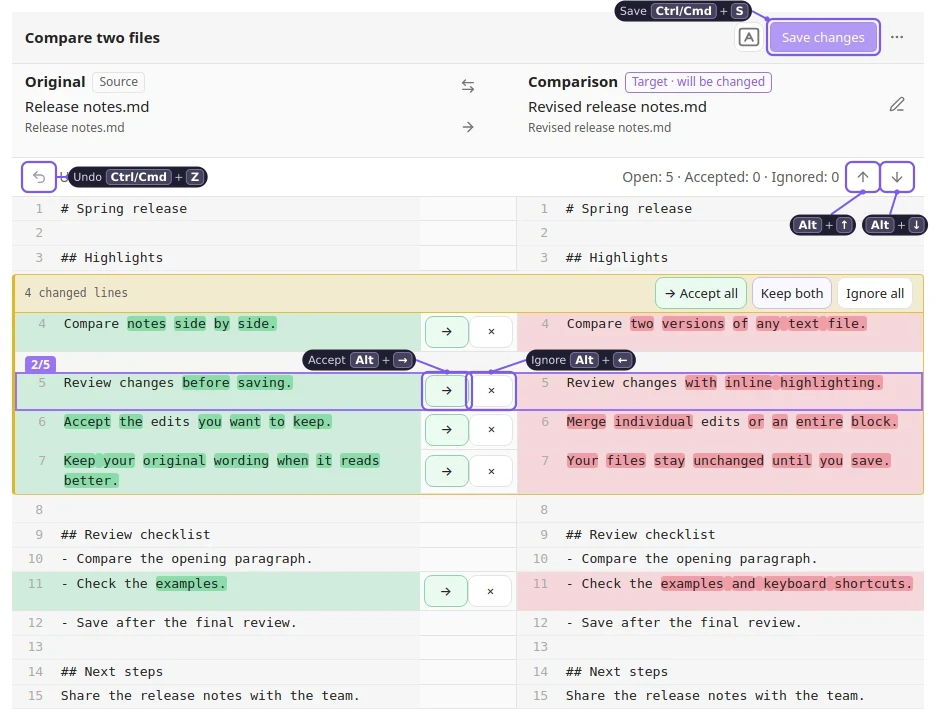 Save Ctrl/Cmd + S
Compare two files
A Save changes ...
Original Source
Release notes.md
Release notes.md
Comparison Target · will be changed
Revised release notes.md
Revised release notes.md
Undo Ctrl/Cmd + Z
Open: 5 · Accepted: 0 · Ignored: 0
Alt + ↑
Alt + ↓
1 # Spring release 1 # Spring release
2 2
3 ## Highlights 3 ## Highlights
4 changed lines → Accept all Keep both Ignore all
4 Compare notes side by side. → × 4 Compare two versions of any text file.
Accept Alt + → Ignore Alt + ←
2/5
5 Review changes before saving. → × 5 Review changes with inline highlighting.
6 Accept the edits you want to keep. → × 6 Merge individual edits or an entire block.
7 Keep your original wording when it reads → × 7 Your files stay unchanged until you save.
better.
8 8
9 ## Review checklist 9 ## Review checklist
10 - Compare the opening paragraph. 10 - Compare the opening paragraph.
11 - Check the examples. → × 11 - Check the examples and keyboard shortcuts.
12 - Save after the final review. 12 - Save after the final review.
13 13
14 ## Next steps 14 ## Next steps
15 Share the release notes with the team. 15 Share the release notes with the team.